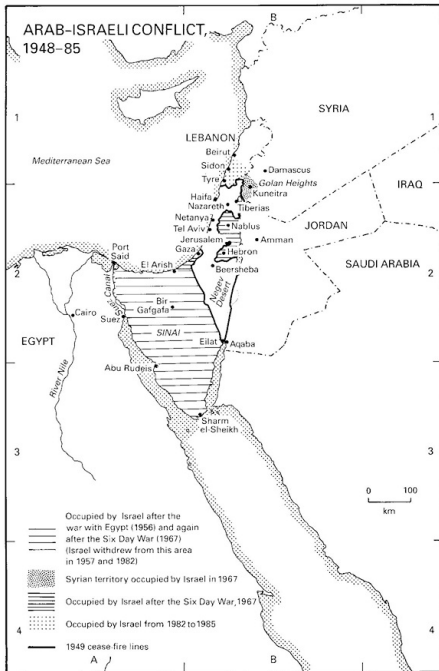 ARAB–ISRAELI CONFLICT,
1948–85
B
1
1
SYRIA
LEBANON
Beirut
Mediterranean Sea
Sidon
Damascus
Tyre
Golan Heights
IRAQ
Kuneitra
Haifa
Nazareth
Tiberias
Netanya
Nablus
JORDAN
Tel Aviv
Jerusalem
Amman
Port
Said
Gaza
Hebron
SAUDI ARABIA
El Arish
Beersheba
2
2
Suez Canal
Negev
Desert
Bir
Gafgafa
Cairo
Suez
SINAI
EGYPT
Eilat
Aqaba
River Nile
Abu Rudeis
Sharm
el-Sheikh
3
3
0 100
km
Occupied by Israel after the
war with Egypt (1956) and again
after the Six Day War (1967)
(Israel withdrew from this area
in 1957 and 1982)
Syrian territory occupied by Israel in 1967
Occupied by Israel after the Six Day War, 1967
Occupied by Israel from 1982 to 1985
4
4
1949 cease-fire lines
A
B